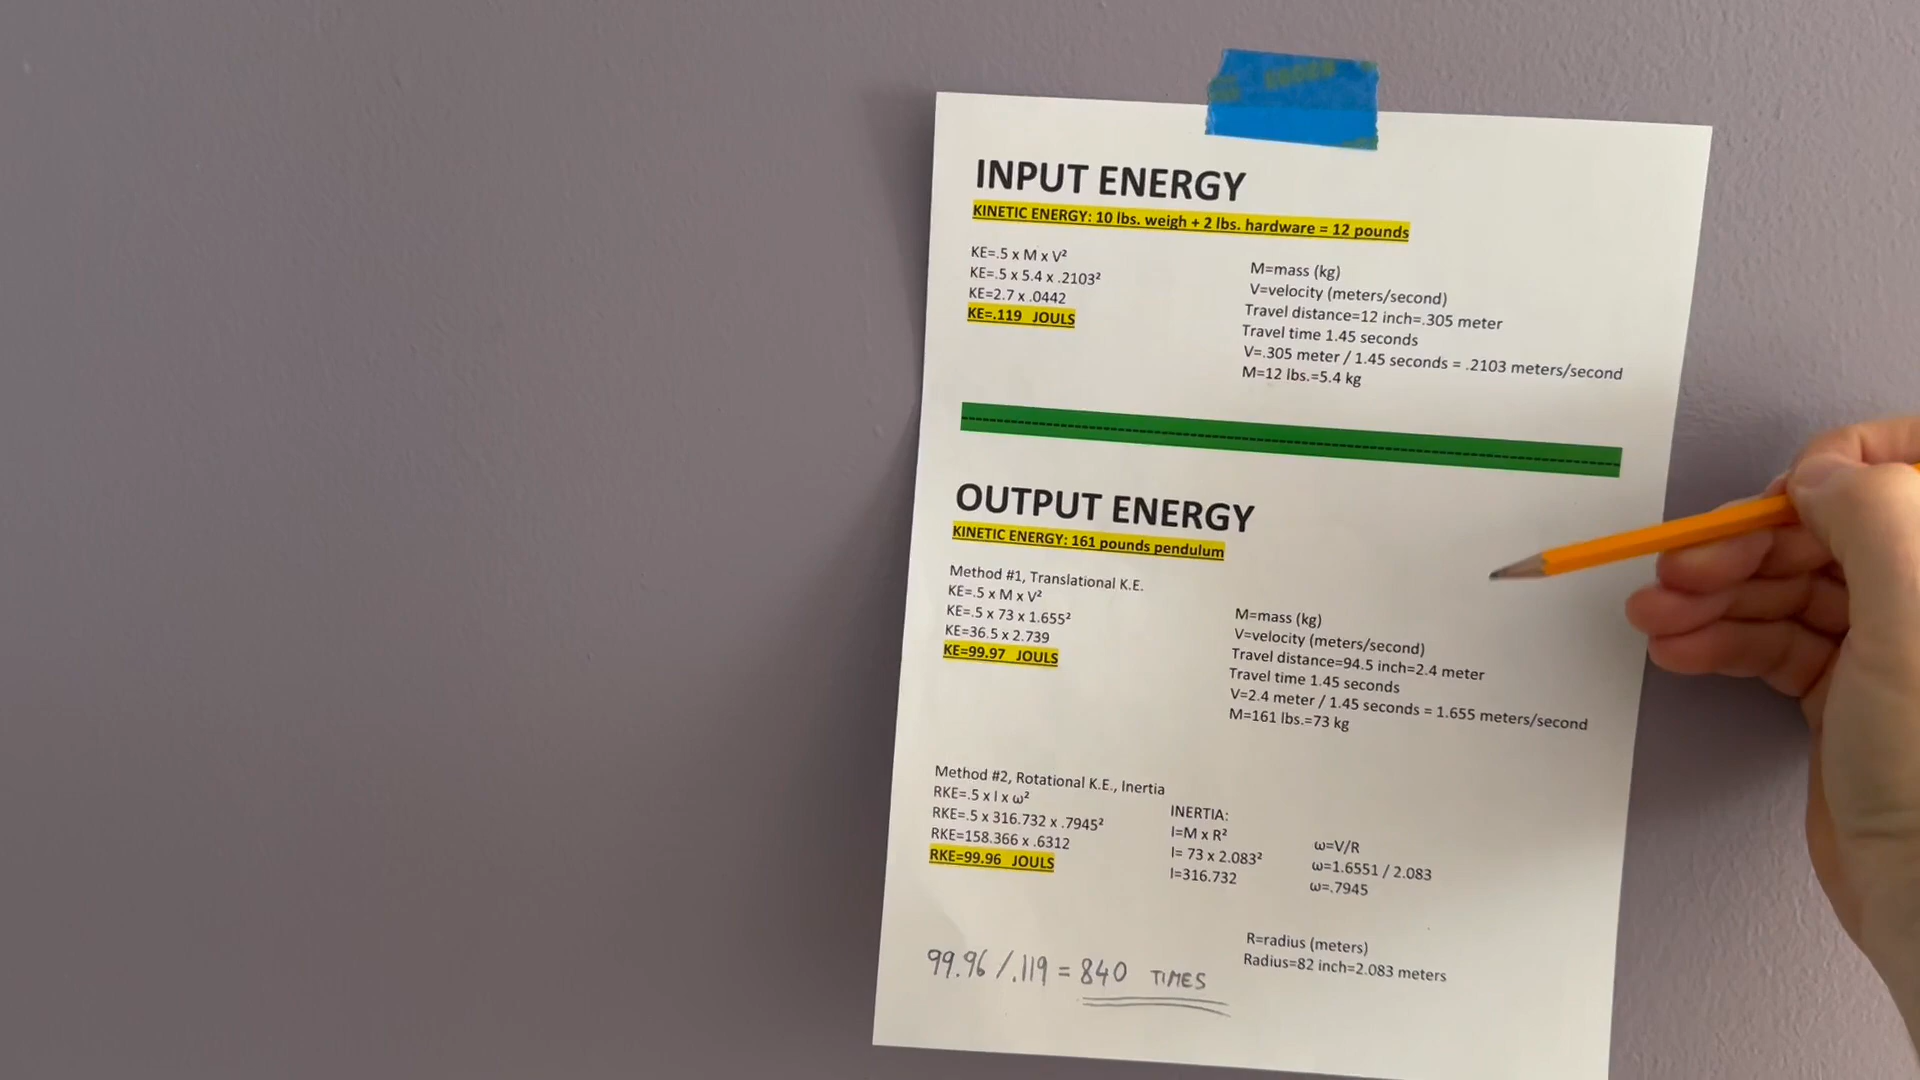 INPUT ENERGY
KINETIC ENERGY: 10 lbs. weigh + 2 lbs. hardware = 12 pounds
KE=.5 x M x V²
KE=.5 x 5.4 x .2103²
KE=2.7 x .0442
KE=.119 JOULS
M=mass (kg)
V=velocity (meters/second)
Travel distance=12 inch=.305 meter
Travel time 1.45 seconds
V=.305 meter / 1.45 seconds = .2103 meters/second
M=12 lbs.=5.4 kg
OUTPUT ENERGY
KINETIC ENERGY: 161 pounds pendulum
Method #1, Translational K.E.
KE=.5 x M x V²
KE=.5 x 73 x 1.655²
KE=36.5 x 2.739
KE=99.97 JOULS
M=mass (kg)
V=velocity (meters/second)
Travel distance=94.5 inch=2.4 meter
Travel time 1.45 seconds
V=2.4 meter / 1.45 seconds = 1.655 meters/second
M=161 lbs.=73 kg
Method #2, Rotational K.E., Inertia
RKE=.5 x I x ω²
RKE=.5 x 316.732 x .7945²
RKE=158.366 x .6312
RKE=99.96 JOULS
INERTIA:
I=M x R²
I= 73 x 2.083²
I=316.732
ω=V/R
ω=1.6551 / 2.083
ω=.7945
R=radius (meters)
Radius=82 inch=2.083 meters
99.96 / .119 = 840 TIMES